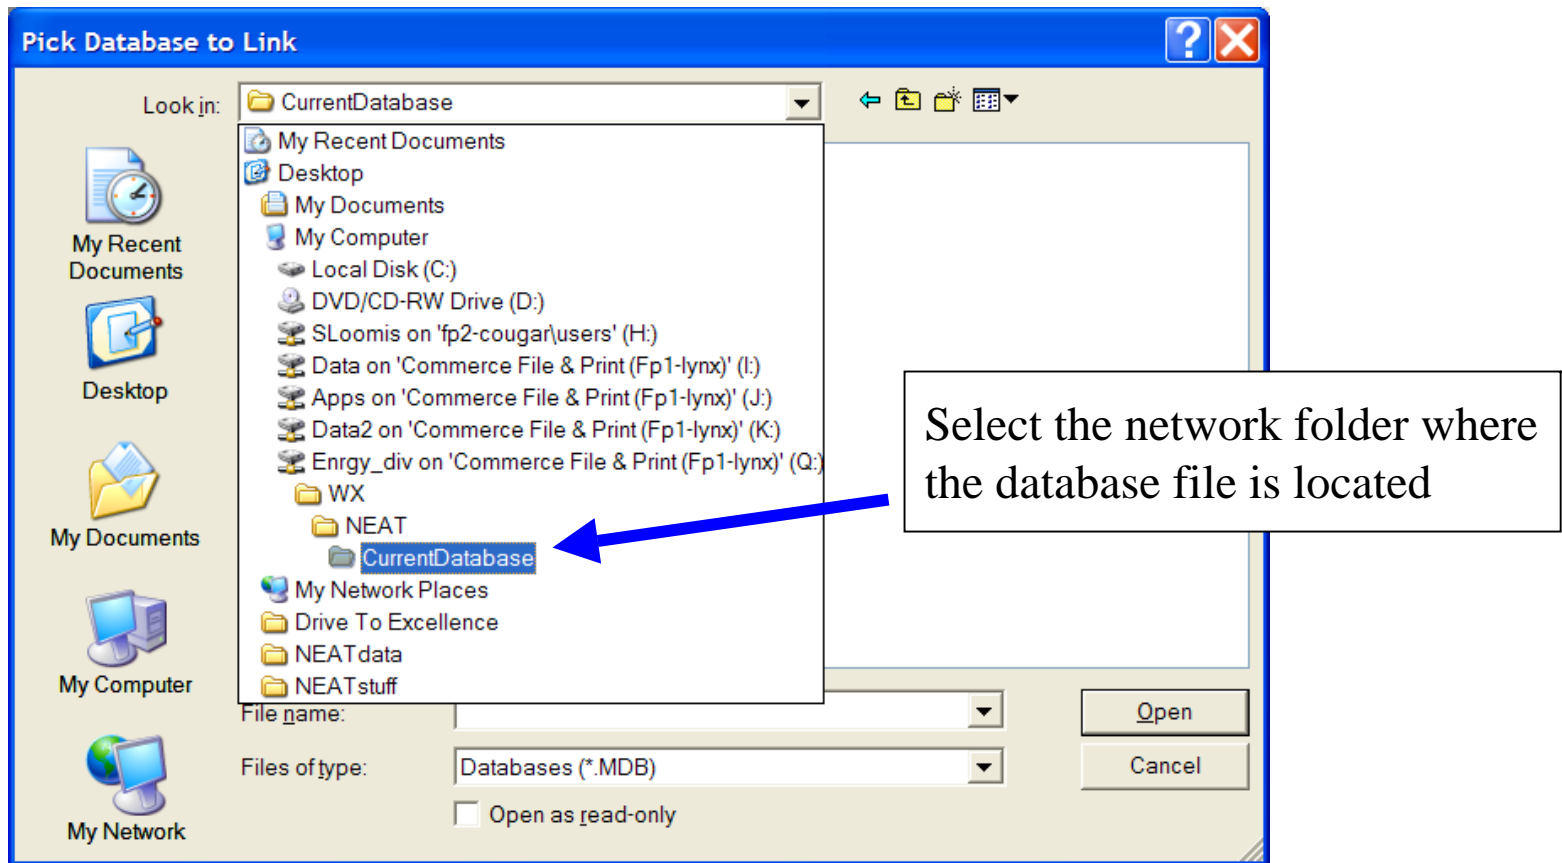 Pick Database to Link
Look in:
CurrentDatabase
My Recent Documents
Desktop
My Documents
My Computer
Local Disk (C:)
DVD/CD-RW Drive (D:)
SLoomis on 'fp2-cougar\users' (H:)
Data on 'Commerce File & Print (Fp1-lynx)' (I:)
Apps on 'Commerce File & Print (Fp1-lynx)' (J:)
Data2 on 'Commerce File & Print (Fp1-lynx)' (K:)
Enrgy_div on 'Commerce File & Print (Fp1-lynx)' (Q:)
WX
NEAT
CurrentDatabase
My Network Places
Drive To Excellence
NEATdata
NEATstuff
My Recent
Documents
Desktop
My Documents
My Computer
My Network
Select the network folder where
the database file is located
File name:
Open
Files of type:
Databases (*.MDB)
Cancel
Open as read-only